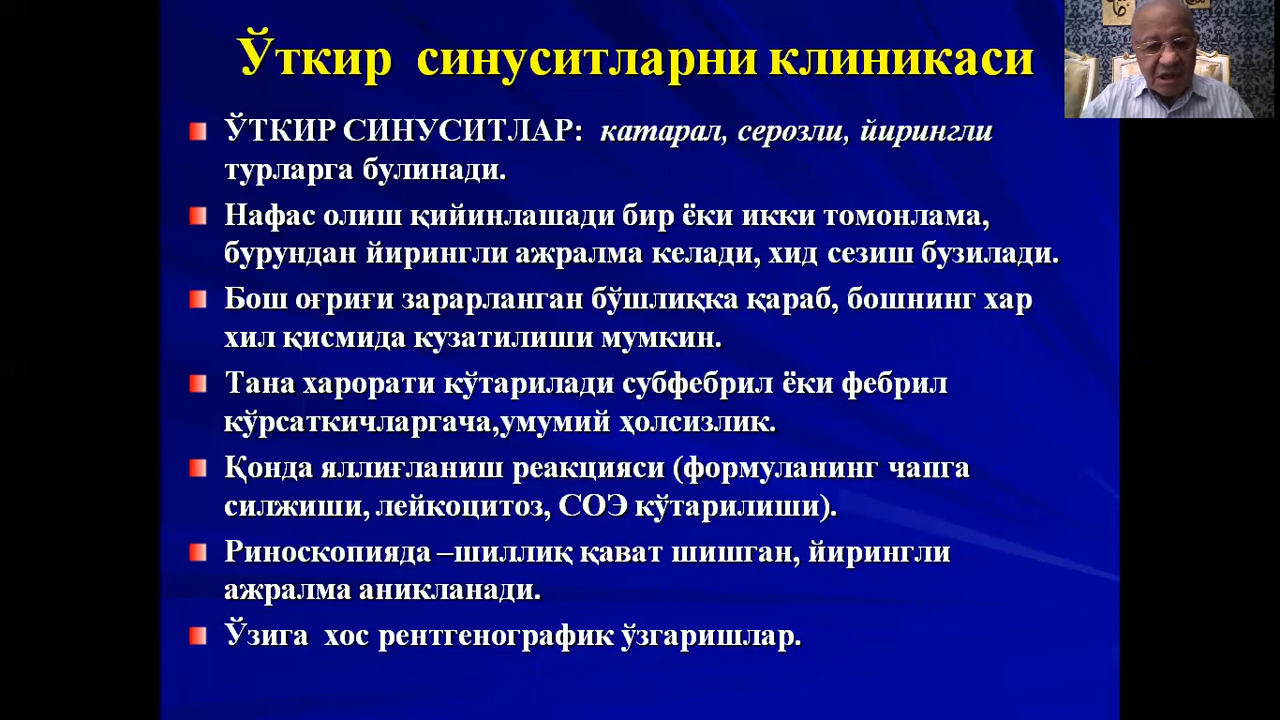 Ўткир синуситларни клиникаси
ЎТКИР СИНУСИТЛАР: катарал, серозли, йирингли
турларга булинади.
Нафас олиш қийинлашади бир ёки икки томонлама,
бурундан йирингли ажралма келади, хид сезиш бузилади.
Бош оғриғи зарарланган бўшлиққа қараб, бошнинг хар
хил қисмида кузатилиши мумкин.
Тана харорати кўтарилади субфебрил ёки фебрил
кўрсаткичларгача,умумий ҳолсизлик.
Қонда яллиғланиш реакцияси (формуланинг чапга
силжиши, лейкоцитоз, СОЭ кўтарилиши).
Риноскопияда –шиллиқ қават шишган, йирингли
ажралма аникланади.
Ўзига хос рентгенографик ўзгаришлар.